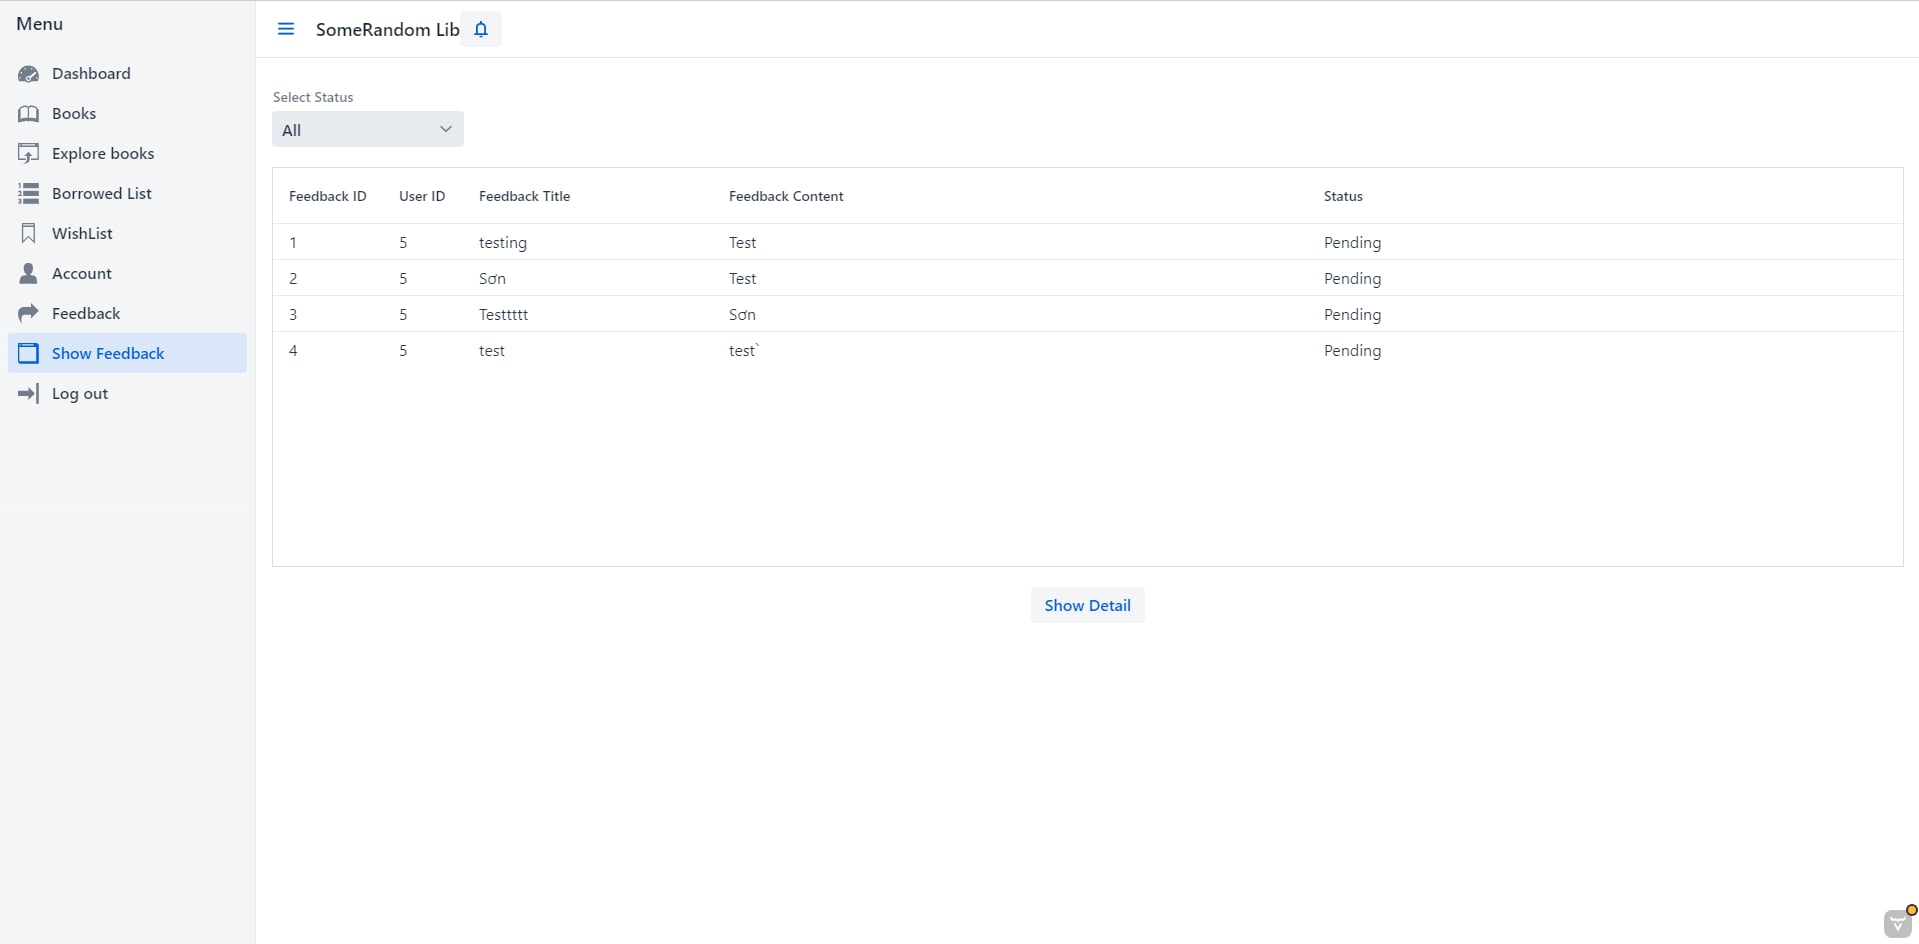 Menu
Dashboard
Books
Explore books
Borrowed List
WishList
Account
Feedback
Show Feedback
Log out
SomeRandom Lib
Select Status
All
Feedback ID User ID Feedback Title Feedback Content Status
1 5 testing Test Pending
2 5 Sơn Test Pending
3 5 Testtttt Sơn Pending
4 5 test test` Pending
Show Detail